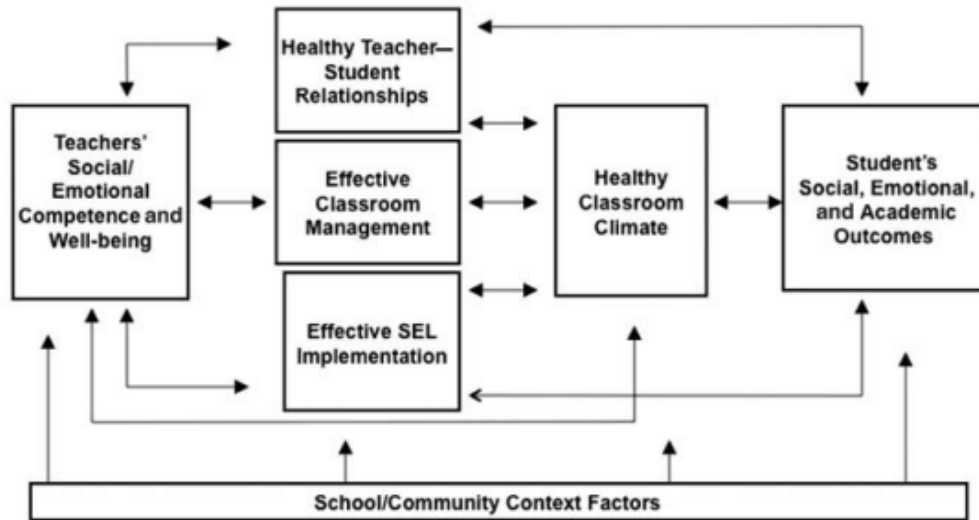 Healthy Teacher—
Student
Relationships
Teachers'
Social/
Emotional
Competence and
Well-being
Effective
Classroom
Management
Healthy
Classroom
Climate
Student's
Social, Emotional,
and Academic
Outcomes
Effective SEL
Implementation
School/Community Context Factors